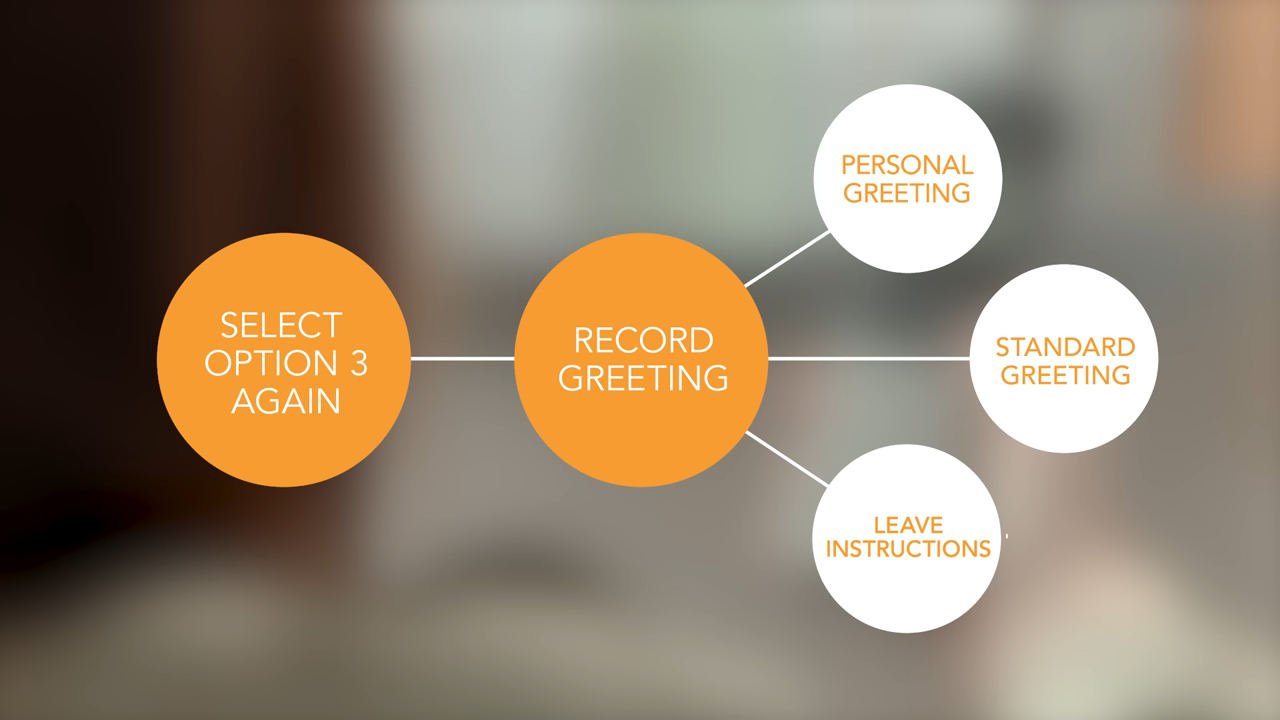 SELECT
OPTION 3
AGAIN
RECORD
GREETING
PERSONAL
GREETING
STANDARD
GREETING
LEAVE
INSTRUCTIONS